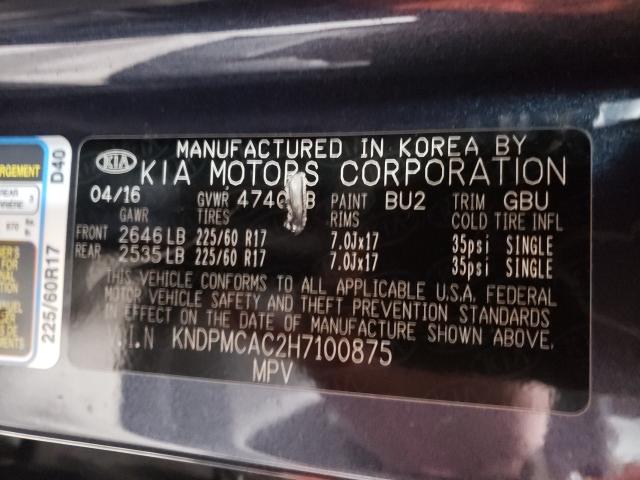 MANUFACTURED IN KOREA BY
KIA KIA MOTORS CORPORATION
04/16 GVWR PAINT BU2 TRIM GBU
GAWR TIRES RIMS COLD TIRE INFL
FRONT 2646 LB 225/60 R17 7.0Jx17 35psi SINGLE
REAR 2535 LB 225/60 R17 7.0Jx17 35psi SINGLE
THIS VEHICLE CONFORMS TO ALL APPLICABLE U.S.A. FEDERAL
MOTOR VEHICLE SAFETY AND THEFT PREVENTION STANDARDS
IN EFFECT ON THE DATE OF MANUFACTURE SHOWN ABOVE.
V.I.N KNDPMCAC2H7100875
MPV
D40
225/60R17